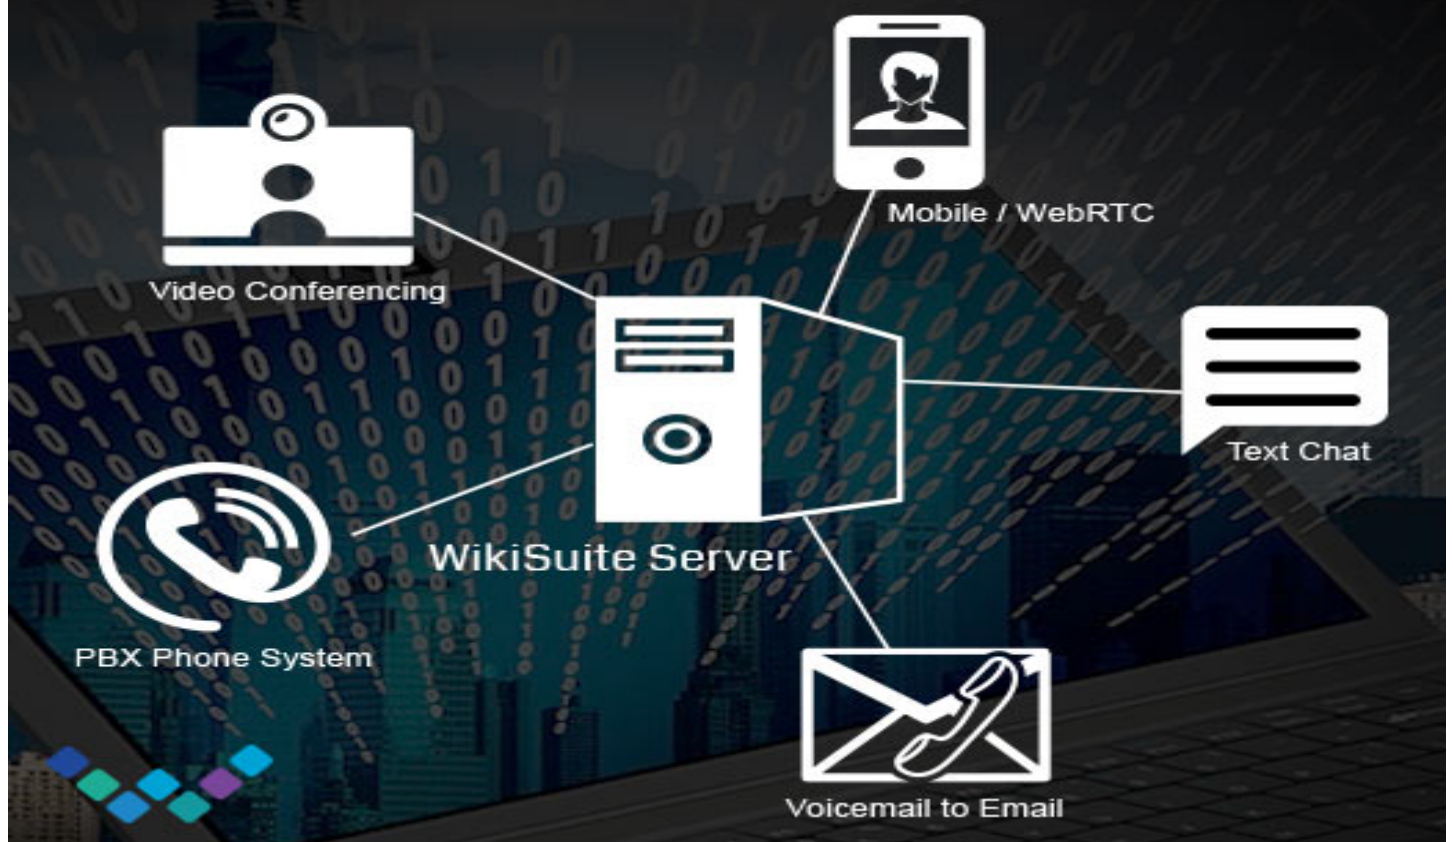 Mobile / WebRTC
Video Conferencing
Text Chat
WikiSuite Server
PBX Phone System
Voicemail to Email